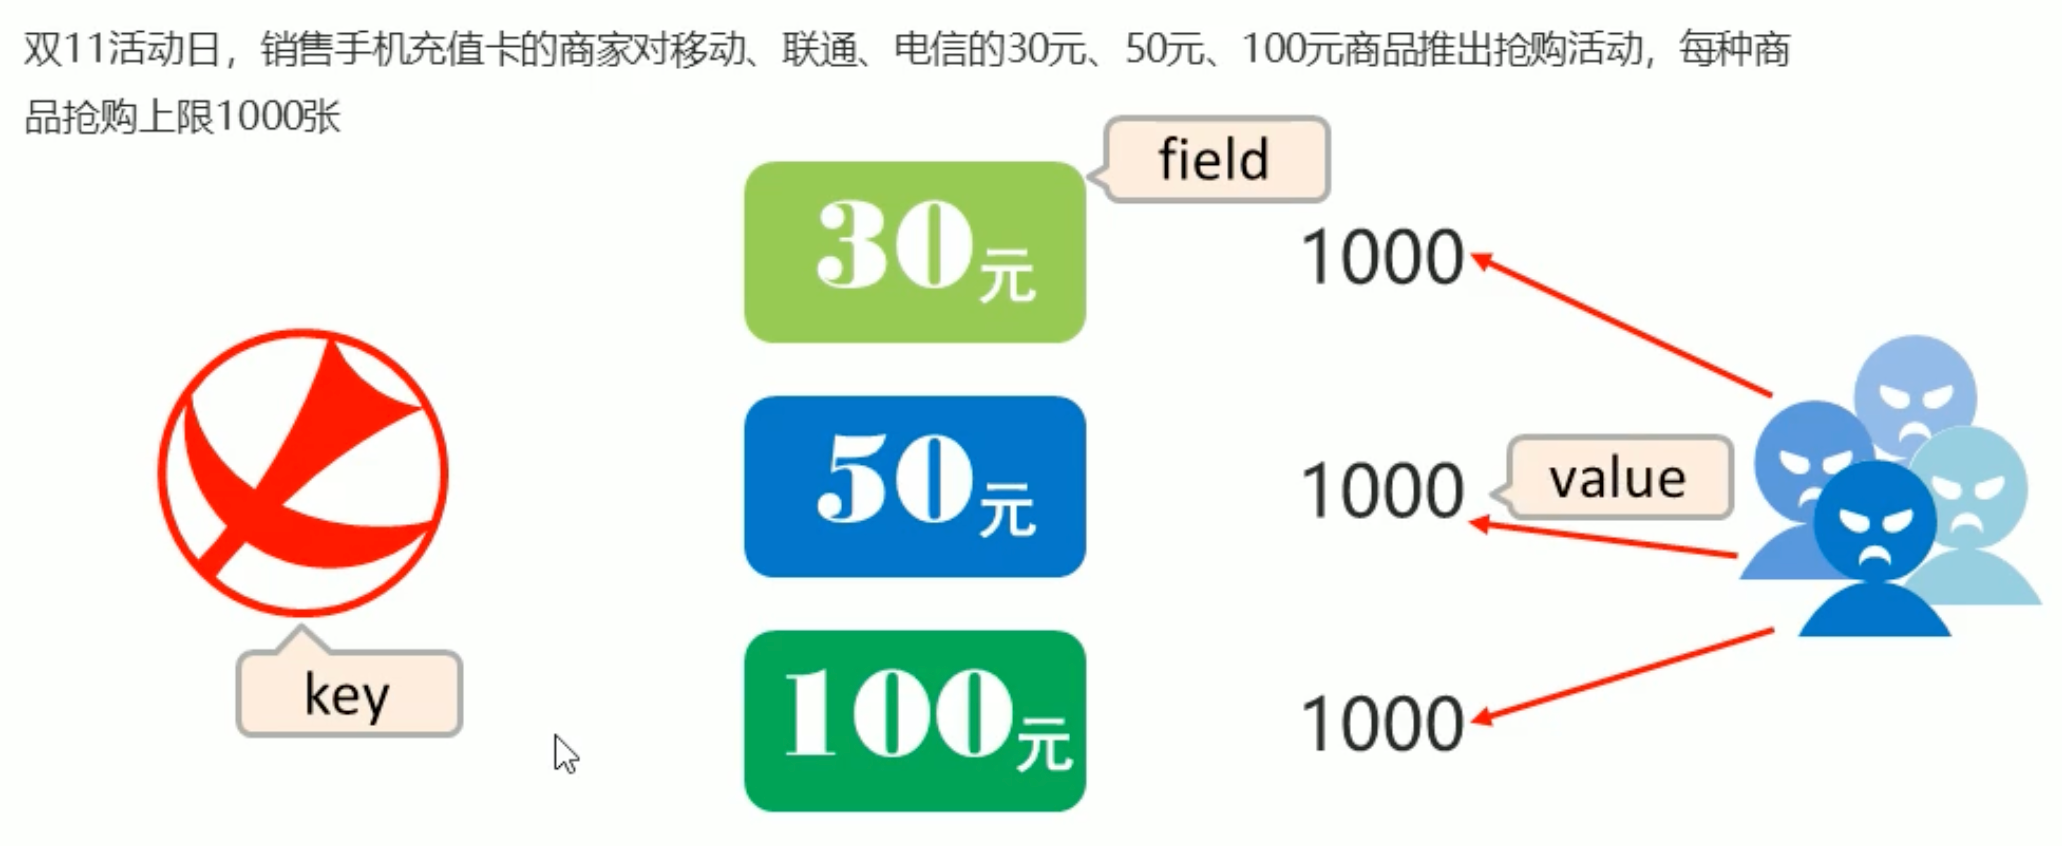 双11活动日，销售手机充值卡的商家对移动、联通、电信的30元、50元、100元商品推出抢购活动，每种商
品抢购上限1000张
field
30元
1000
50元
1000
value
key
100元
1000